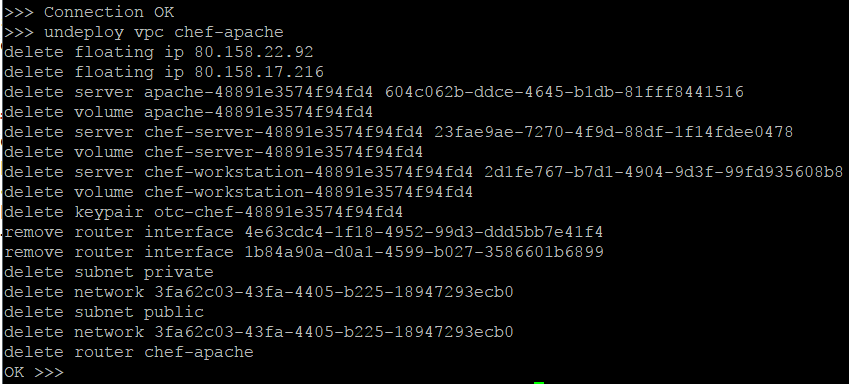 >>> Connection OK
>>> undeploy vpc chef-apache
delete floating ip 80.158.22.92
delete floating ip 80.158.17.216
delete server apache-48891e3574f94fd4 604c062b-ddce-4645-b1db-81fff8441516
delete volume apache-48891e3574f94fd4
delete server chef-server-48891e3574f94fd4 23fae9ae-7270-4f9d-88df-1f14fdee0478
delete volume chef-server-48891e3574f94fd4
delete server chef-workstation-48891e3574f94fd4 2d1fe767-b7d1-4904-9d3f-99fd935608b8
delete volume chef-workstation-48891e3574f94fd4
delete keypair otc-chef-48891e3574f94fd4
remove router interface 4e63cdc4-1f18-4952-99d3-ddd5bb7e41f4
remove router interface 1b84a90a-d0a1-4599-b027-3586601b6899
delete subnet private
delete network 3fa62c03-43fa-4405-b225-18947293ecb0
delete subnet public
delete network 3fa62c03-43fa-4405-b225-18947293ecb0
delete router chef-apache
OK >>>